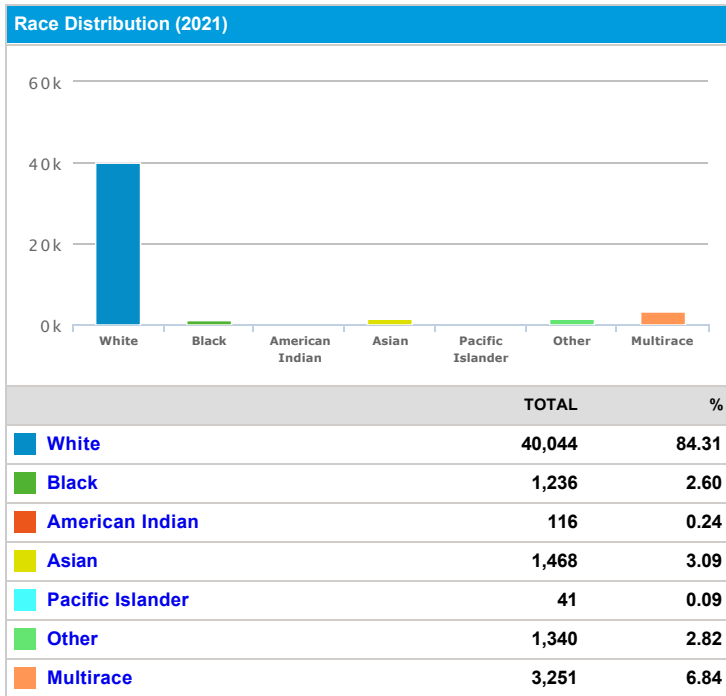 Race Distribution (2021)
60k
40k
20k
0k
White Black American Indian Asian Pacific Islander Other Multirace
TOTAL %
White 40,044 84.31
Black 1,236 2.60
American Indian 116 0.24
Asian 1,468 3.09
Pacific Islander 41 0.09
Other 1,340 2.82
Multirace 3,251 6.84